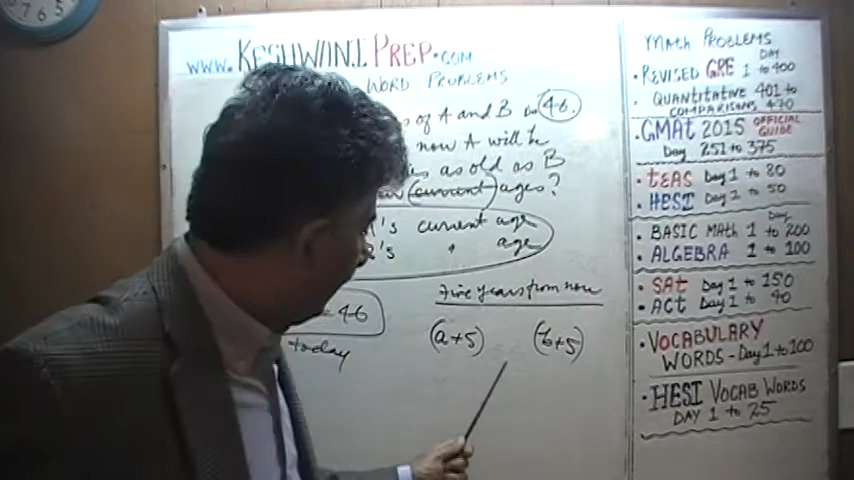 www. KESHWANI PREP.COM
WORD PROBLEMS
of A and B is 46.
now A will be
as old as B
current ages?
's current age
's " age
Five years from now
= 46
today
(a+5) (b+5)
MATH PROBLEMS
• REVISED GRE DAY 1 to 400
• QUANTITATIVE 401 to
COMPARISONS 470
• GMAT 2015 OFFICIAL GUIDE
Day 251 to 375
• TEAS Day 1 to 80
• HESI Day 1 to 50
Day
• BASIC MATH 1 to 200
• ALGEBRA 1 to 100
• SAT Day 1 to 150
• ACT Day 1 to 40
• VOCABULARY
WORDS - Day 1 to 100
• HESI VOCAB WORDS
DAY 1 to 25
7 6 5